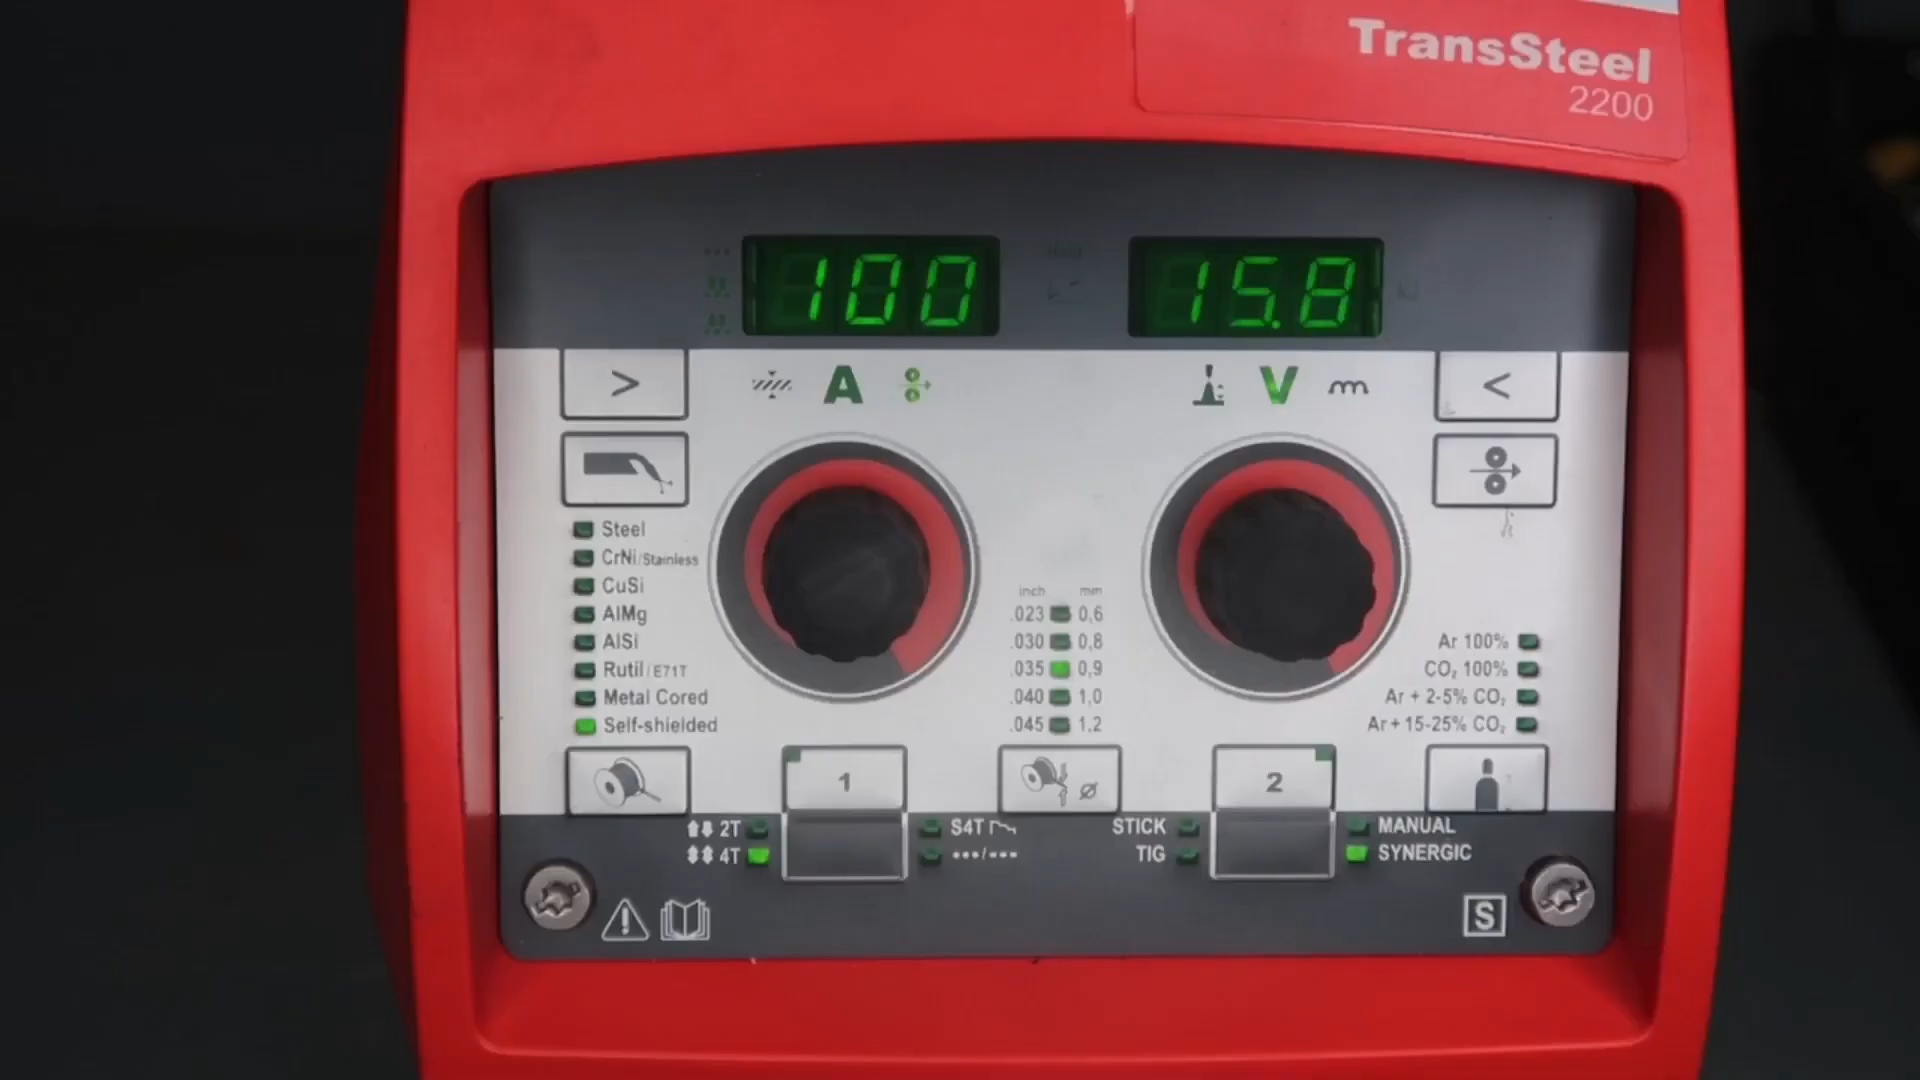 TransSteel
2200
100
15.8
>
A
V
<
Steel
CrNi/Stainless
CuSi
AlMg
AlSi
Rutil/E71T
Metal Cored
Self-shielded
inch mm
.023 0,6
.030 0,8
.035 0,9
.040 1,0
.045 1,2
Ar 100%
CO₂ 100%
Ar + 2-5% CO₂
Ar + 15-25% CO₂
1
Ø
2
2T
4T
S4T
STICK
TIG
MANUAL
SYNERGIC
S